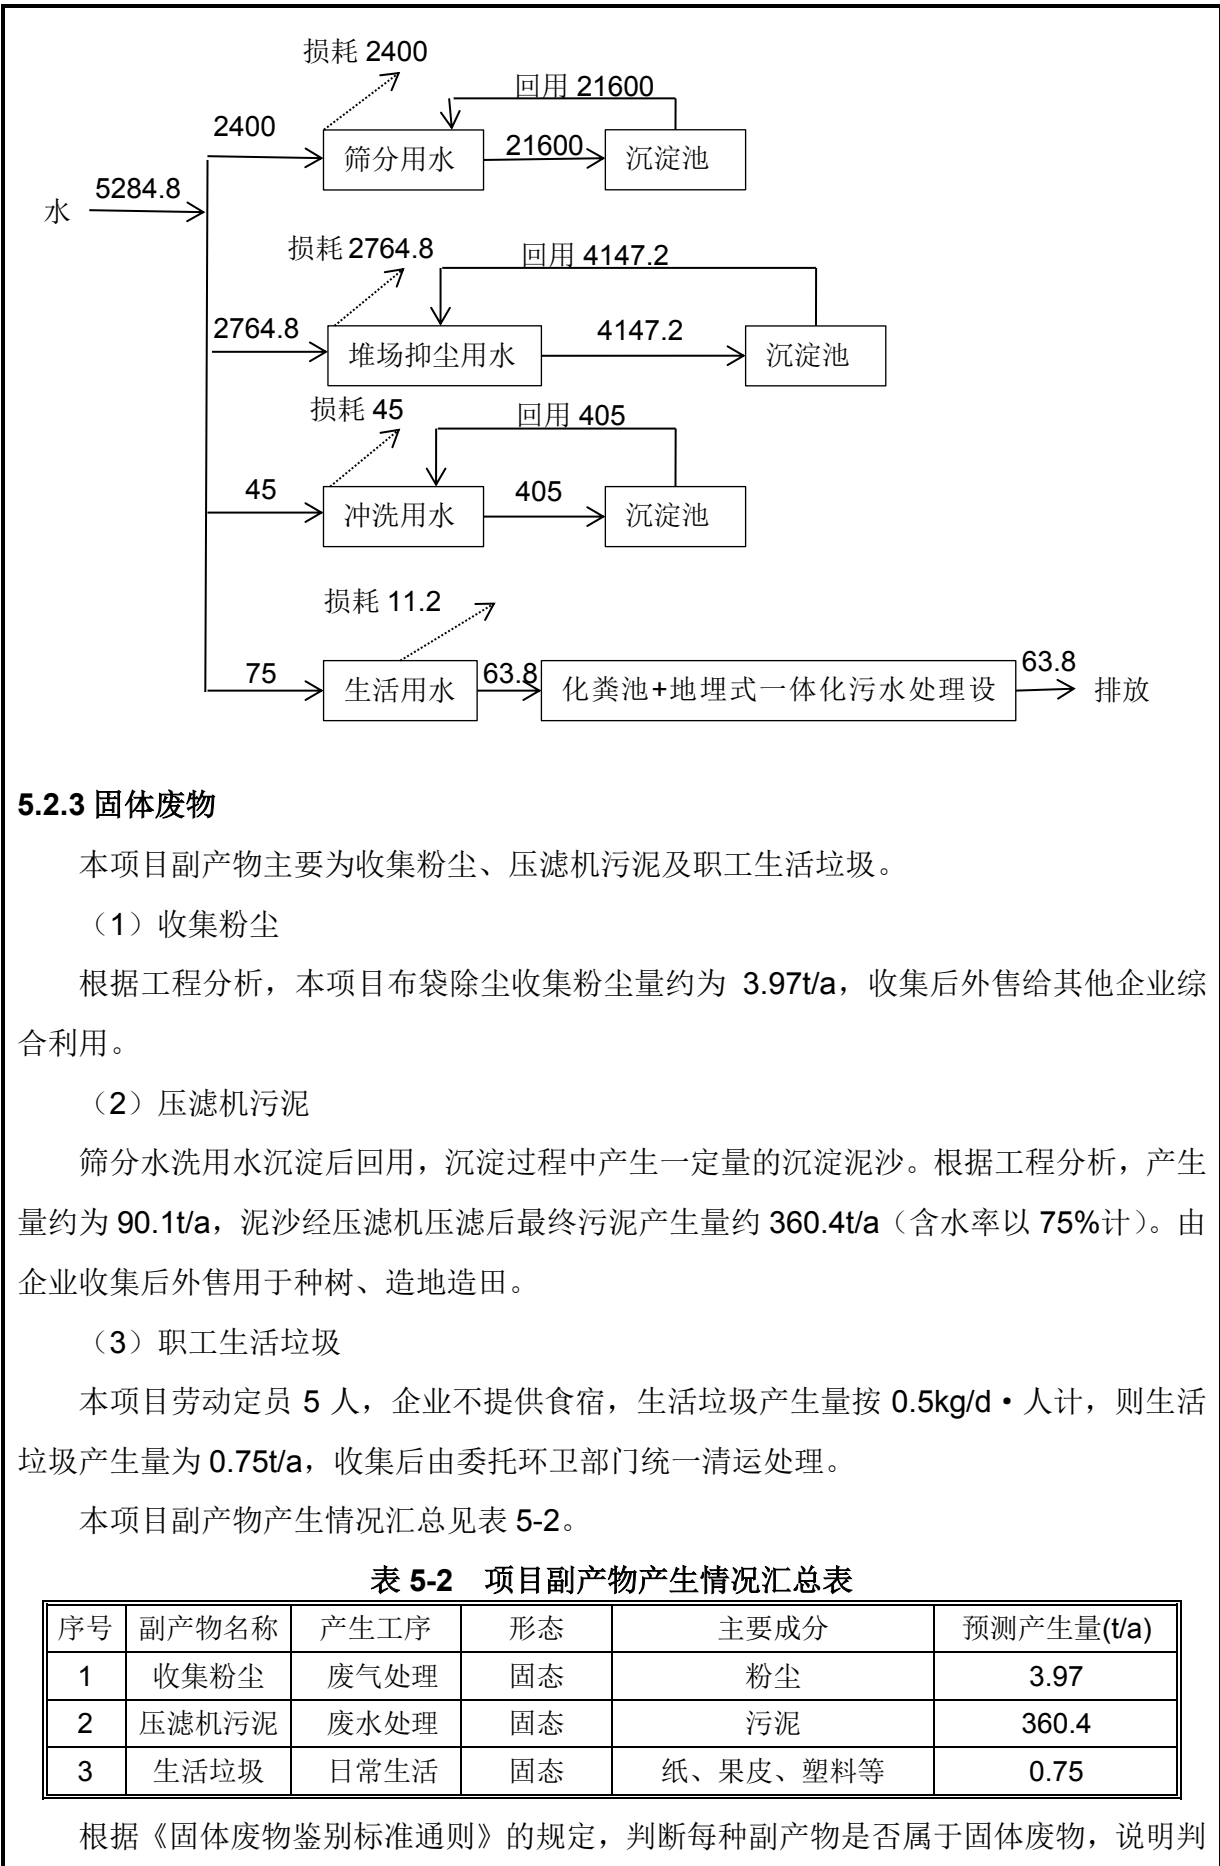 损耗 2400
回用 21600
2400
筛分用水
21600
沉淀池
水
5284.8
损耗 2764.8
回用 4147.2
2764.8
堆场抑尘用水
4147.2
沉淀池
损耗 45
回用 405
45
冲洗用水
405
沉淀池
损耗 11.2
75
生活用水
63.8
化粪池+地埋式一体化污水处理设
63.8
排放
5.2.3 固体废物
本项目副产物主要为收集粉尘、压滤机污泥及职工生活垃圾。
（1）收集粉尘
根据工程分析，本项目布袋除尘收集粉尘量约为 3.97t/a，收集后外售给其他企业综
合利用。
（2）压滤机污泥
筛分水洗用水沉淀后回用，沉淀过程中产生一定量的沉淀泥沙。根据工程分析，产生
量约为 90.1t/a，泥沙经压滤机压滤后最终污泥产生量约 360.4t/a（含水率以 75%计）。由
企业收集后外售用于种树、造地造田。
（3）职工生活垃圾
本项目劳动定员 5 人，企业不提供食宿，生活垃圾产生量按 0.5kg/d•人计，则生活
垃圾产生量为 0.75t/a，收集后由委托环卫部门统一清运处理。
本项目副产物产生情况汇总见表 5-2。
表 5-2 项目副产物产生情况汇总表
序号 副产物名称 产生工序 形态 主要成分 预测产生量(t/a)
1 收集粉尘 废气处理 固态 粉尘 3.97
2 压滤机污泥 废水处理 固态 污泥 360.4
3 生活垃圾 日常生活 固态 纸、果皮、塑料等 0.75
根据《固体废物鉴别标准通则》的规定，判断每种副产物是否属于固体废物，说明判